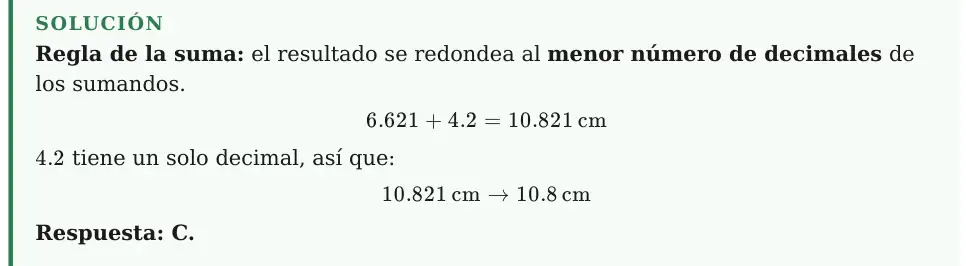 SOLUCIÓN
Regla de la suma: el resultado se redondea al menor número de decimales de
los sumandos.
6.621 + 4.2 = 10.821 cm
4.2 tiene un solo decimal, así que:
10.821 cm → 10.8 cm
Respuesta: C.